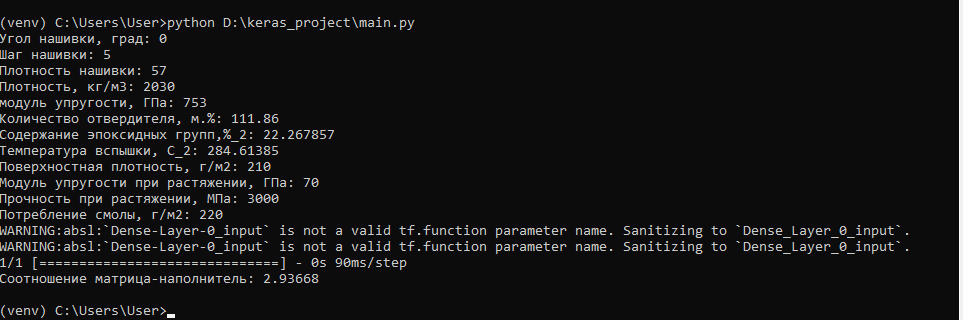 (venv) C:\Users\User>python D:\keras_project\main.py
Угол нашивки, град: 0
Шаг нашивки: 5
Плотность нашивки: 57
Плотность, кг/м3: 2030
модуль упругости, ГПа: 753
Количество отвердителя, м.%: 111.86
Содержание эпоксидных групп,%_2: 22.267857
Температура вспышки, С_2: 284.61385
Поверхностная плотность, г/м2: 210
Модуль упругости при растяжении, ГПа: 70
Прочность при растяжении, МПа: 3000
Потребление смолы, г/м2: 220
WARNING:absl:`Dense-Layer-0_input` is not a valid tf.function parameter name. Sanitizing to `Dense_Layer_0_input`.
WARNING:absl:`Dense-Layer-0_input` is not a valid tf.function parameter name. Sanitizing to `Dense_Layer_0_input`.
1/1 [==============================] - 0s 90ms/step
Соотношение матрица-наполнитель: 2.93668
(venv) C:\Users\User>